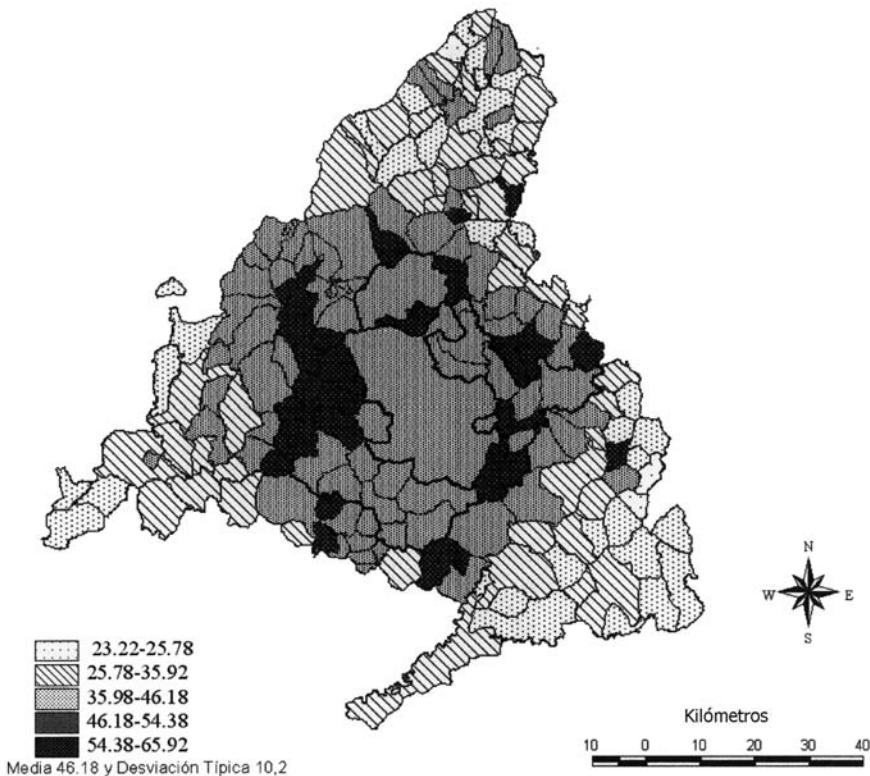 N
W E
S
23.22-25.78
25.78-35.92
35.98-46.18
46.18-54.38
54.38-65.92
Media 46.18 y Desviación Típica 10,2
Kilómetros
10 0 10 20 30 40